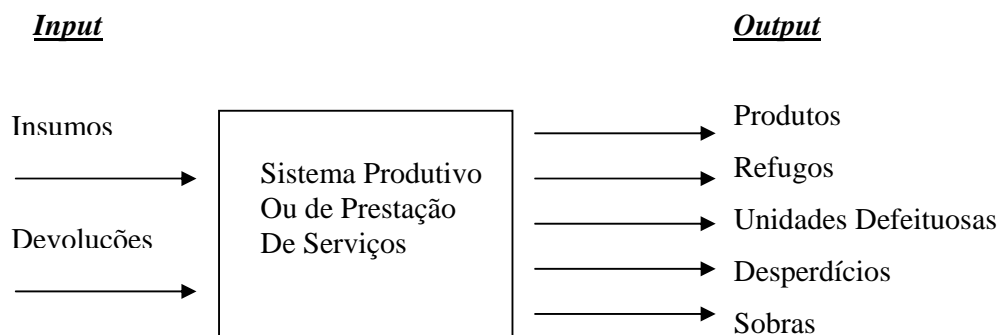 Input
Output
Insumos
Devoluções
Sistema Produtivo
Ou de Prestação
De Serviços
Produtos
Refugos
Unidades Defeituosas
Desperdícios
Sobras